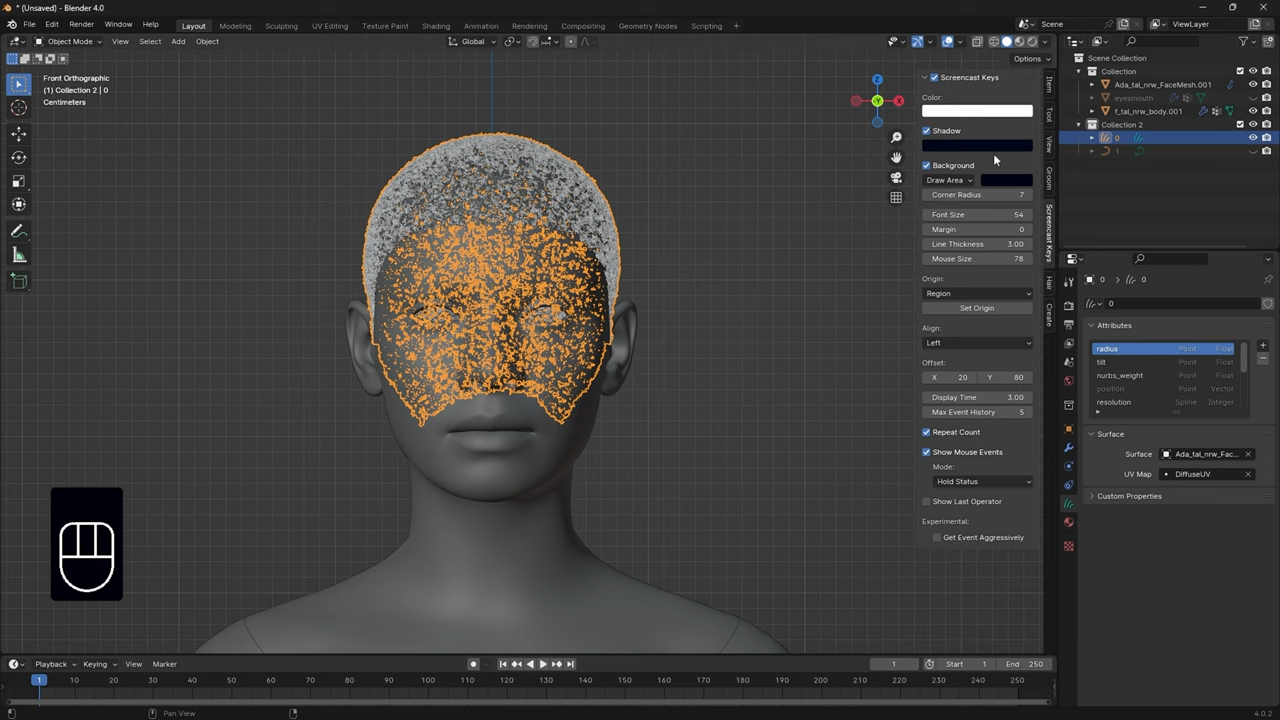 * (Unsaved) - Blender 4.0
File Edit Render Window Help Layout Modeling Sculpting UV Editing Texture Paint Shading Animation Rendering Compositing Geometry Nodes Scripting + Scene ViewLayer
Object Mode View Select Add Object Global
Options
Front Orthographic
(1) Collection 2 | 0
Centimeters
Z
-Y
X
Screencast Keys
Color:
Shadow
Background
Draw Area
Corner Radius 7
Font Size 54
Margin 0
Line Thickness 3.00
Mouse Size 78
Origin:
Region
Set Origin
Align:
Left
Offset:
X 20 Y 80
Display Time 3.00
Max Event History 5
Repeat Count
Show Mouse Events
Mode:
Hold Status
Show Last Operator
Experimental:
Get Event Aggressively
Item
Tool
View
Groom
Screencast Keys
Hair
Create
Scene Collection
Collection
Ada_tal_nrw_FaceMesh.001
eyesmouth
f_tal_nrw_body.001
Collection 2
0
1
0 > 0
0
Attributes
radius Point Float
tilt Point Float
nurbs_weight Point Float
position Point Vector
resolution Spline Integer
Surface
Surface Ada_tal_nrw_Fac...
UV Map DiffuseUV
Custom Properties
Playback Keying View Marker 1 Start 1 End 250
1 10 20 30 40 50 60 70 80 90 100 110 120 130 140 150 160 170 180 190 200 210 220 230 240 250
Pan View
4.0.2